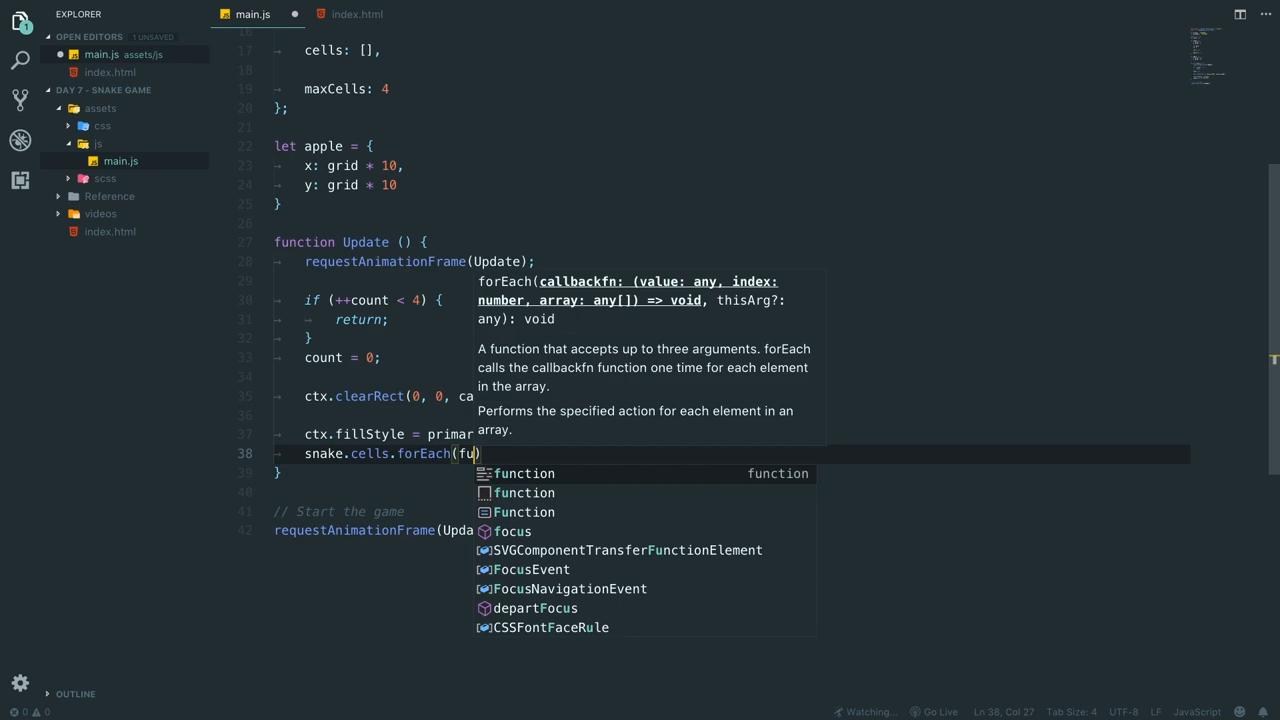 EXPLORER
main.js
index.html
OPEN EDITORS 1 UNSAVED
main.js assets/js
index.html
DAY 7 - SNAKE GAME
assets
css
js
main.js
scss
Reference
videos
index.html
OUTLINE
1
16
17 cells: [],
18
19 maxCells: 4
20 };
21
22 let apple = {
23 x: grid * 10,
24 y: grid * 10
25 }
26
27 function Update () {
28 requestAnimationFrame(Update);
29
30 if (++count < 4) {
31 return;
32 }
33 count = 0;
34
35 ctx.clearRect(0, 0, ca
36
37 ctx.fillStyle = primar
38 snake.cells.forEach(fu)
39 }
40
41 // Start the game
42 requestAnimationFrame(Upda
forEach(callbackfn: (value: any, index:
number, array: any[]) => void, thisArg?:
any): void
A function that accepts up to three arguments. forEach
calls the callbackfn function one time for each element
in the array.
Performs the specified action for each element in an
array.
function function
function
Function
focus
SVGComponentTransferFunctionElement
FocusEvent
FocusNavigationEvent
departFocus
CSSFontFaceRule
0 0 Watching... Go Live Ln 38, Col 27 Tab Size: 4 UTF-8 LF JavaScript